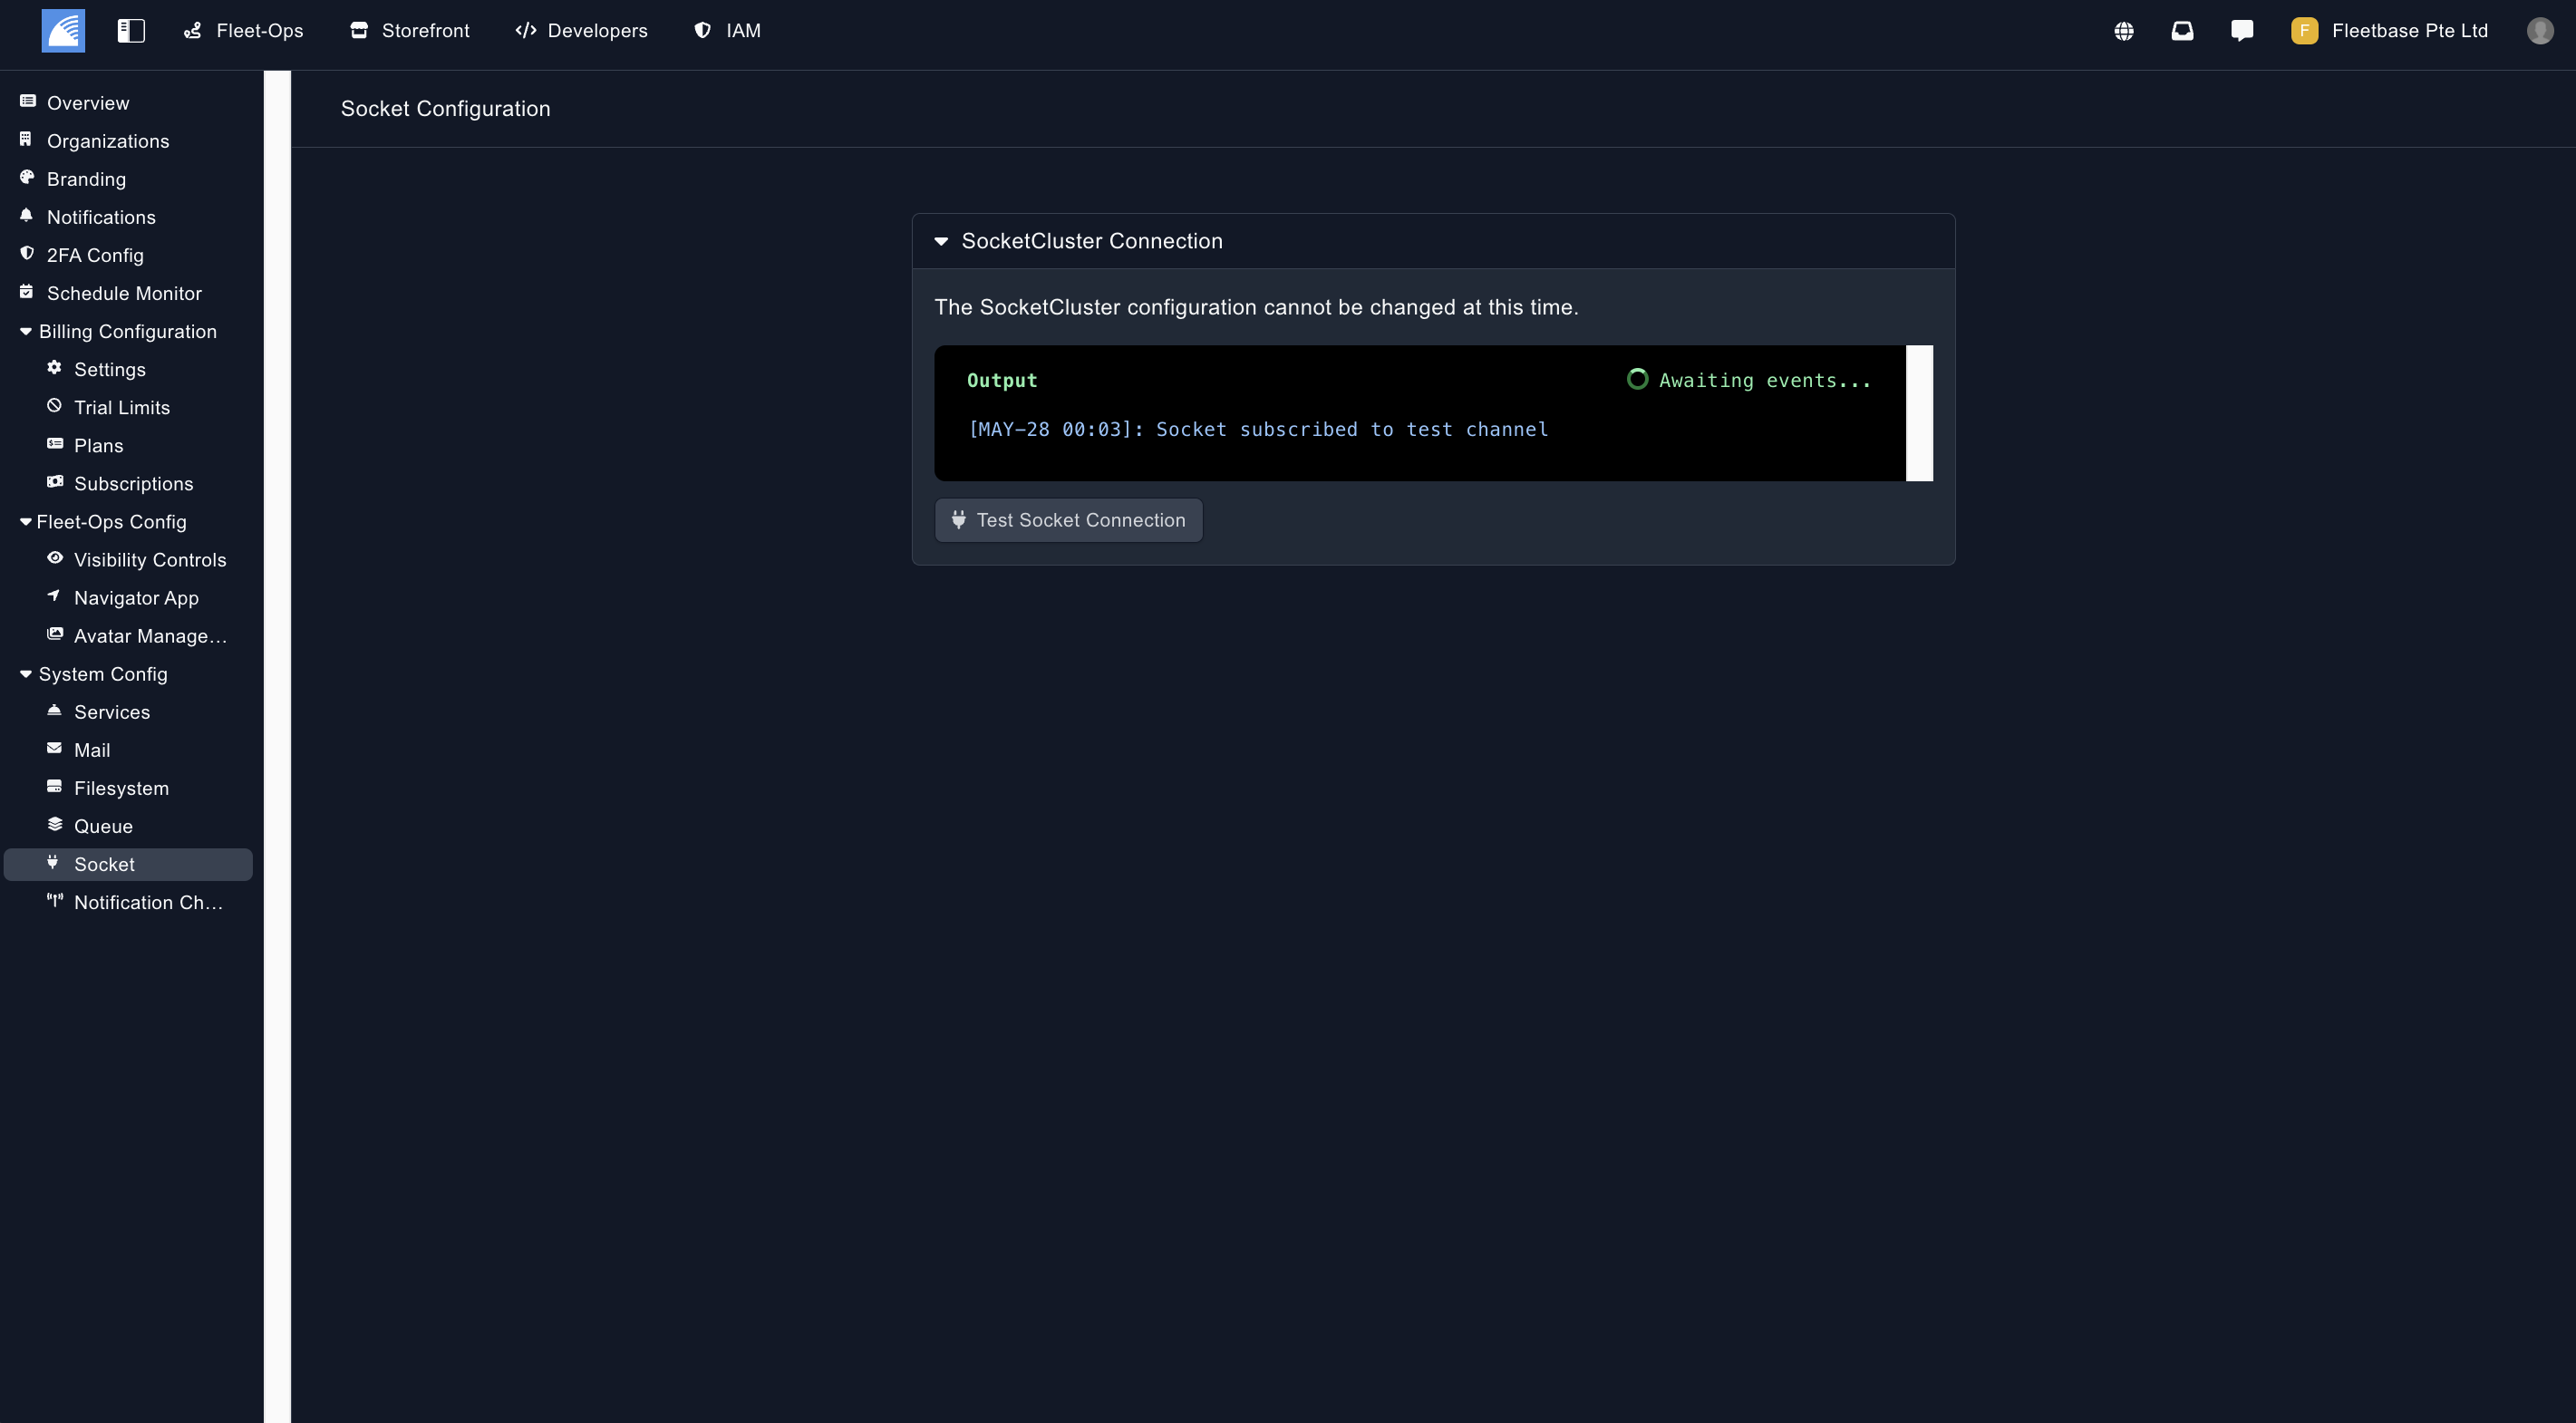 Fleet-Ops
Storefront
Developers
IAM
F
Fleetbase Pte Ltd
Overview
Organizations
Branding
Notifications
2FA Config
Schedule Monitor
Billing Configuration
Settings
Trial Limits
Plans
Subscriptions
Fleet-Ops Config
Visibility Controls
Navigator App
Avatar Manage...
System Config
Services
Mail
Filesystem
Queue
Socket
Notification Ch...
Socket Configuration
SocketCluster Connection
The SocketCluster configuration cannot be changed at this time.
Output
Awaiting events...
[MAY-28 00:03]: Socket subscribed to test channel
Test Socket Connection